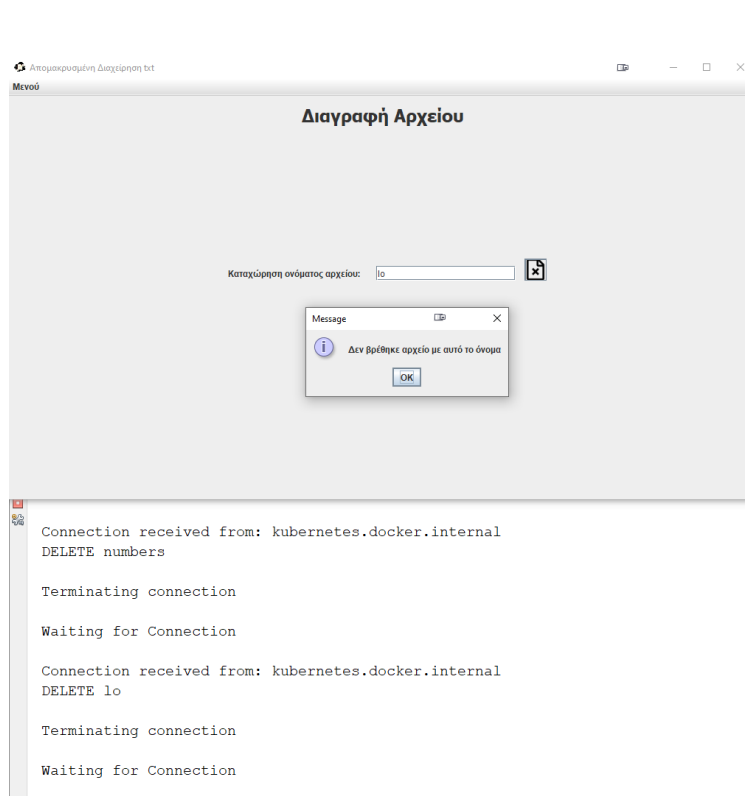 Απομακρυσμένη Διαχείρηση txt
Μενού
Διαγραφή Αρχείου
Καταχώρηση ονόματος αρχείου: lo
Message
Δεν βρέθηκε αρχείο με αυτό το όνομα
OK
Connection received from: kubernetes.docker.internal
DELETE numbers
Terminating connection
Waiting for Connection
Connection received from: kubernetes.docker.internal
DELETE lo
Terminating connection
Waiting for Connection